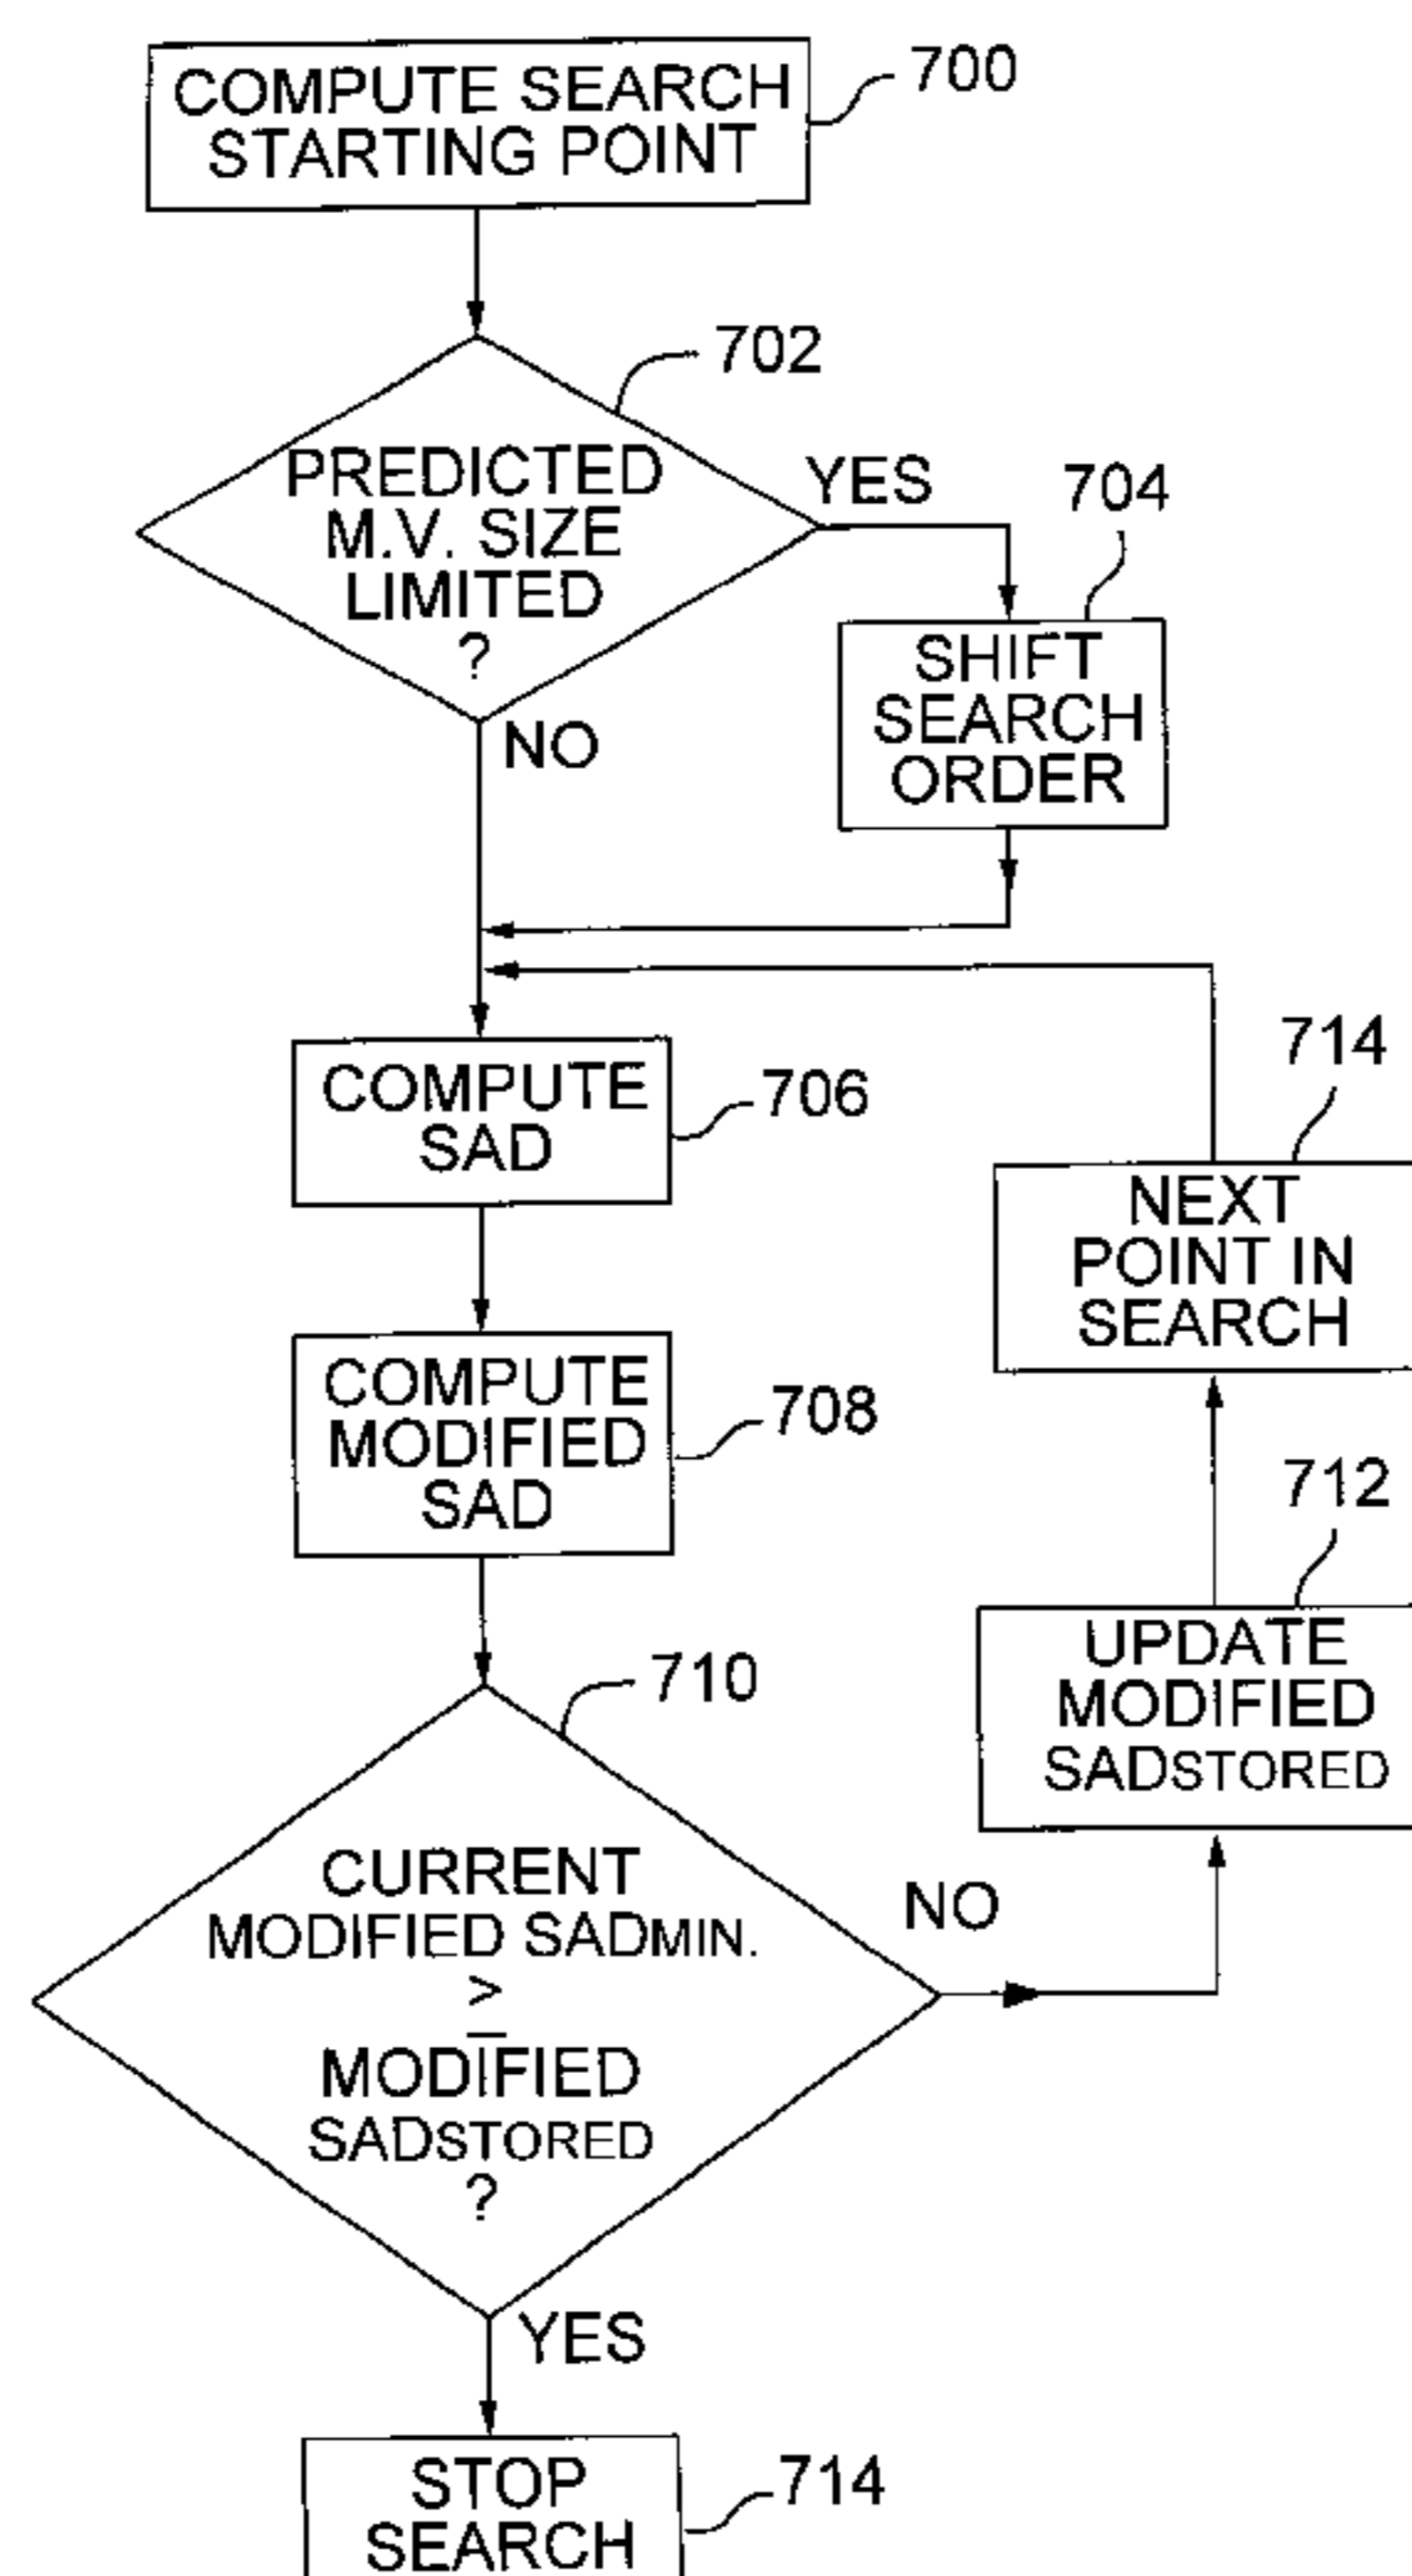 COMPUTE SEARCH
STARTING POINT
700
702
PREDICTED
M.V. SIZE
LIMITED
?
YES
704
SHIFT
SEARCH
ORDER
NO
COMPUTE
SAD
706
714
NEXT
POINT IN
SEARCH
COMPUTE
MODIFIED
SAD
708
712
UPDATE
MODIFIED
SADSTORED
710
CURRENT
MODIFIED SADMIN.
≥
MODIFIED
SADSTORED
?
NO
YES
STOP
SEARCH
714